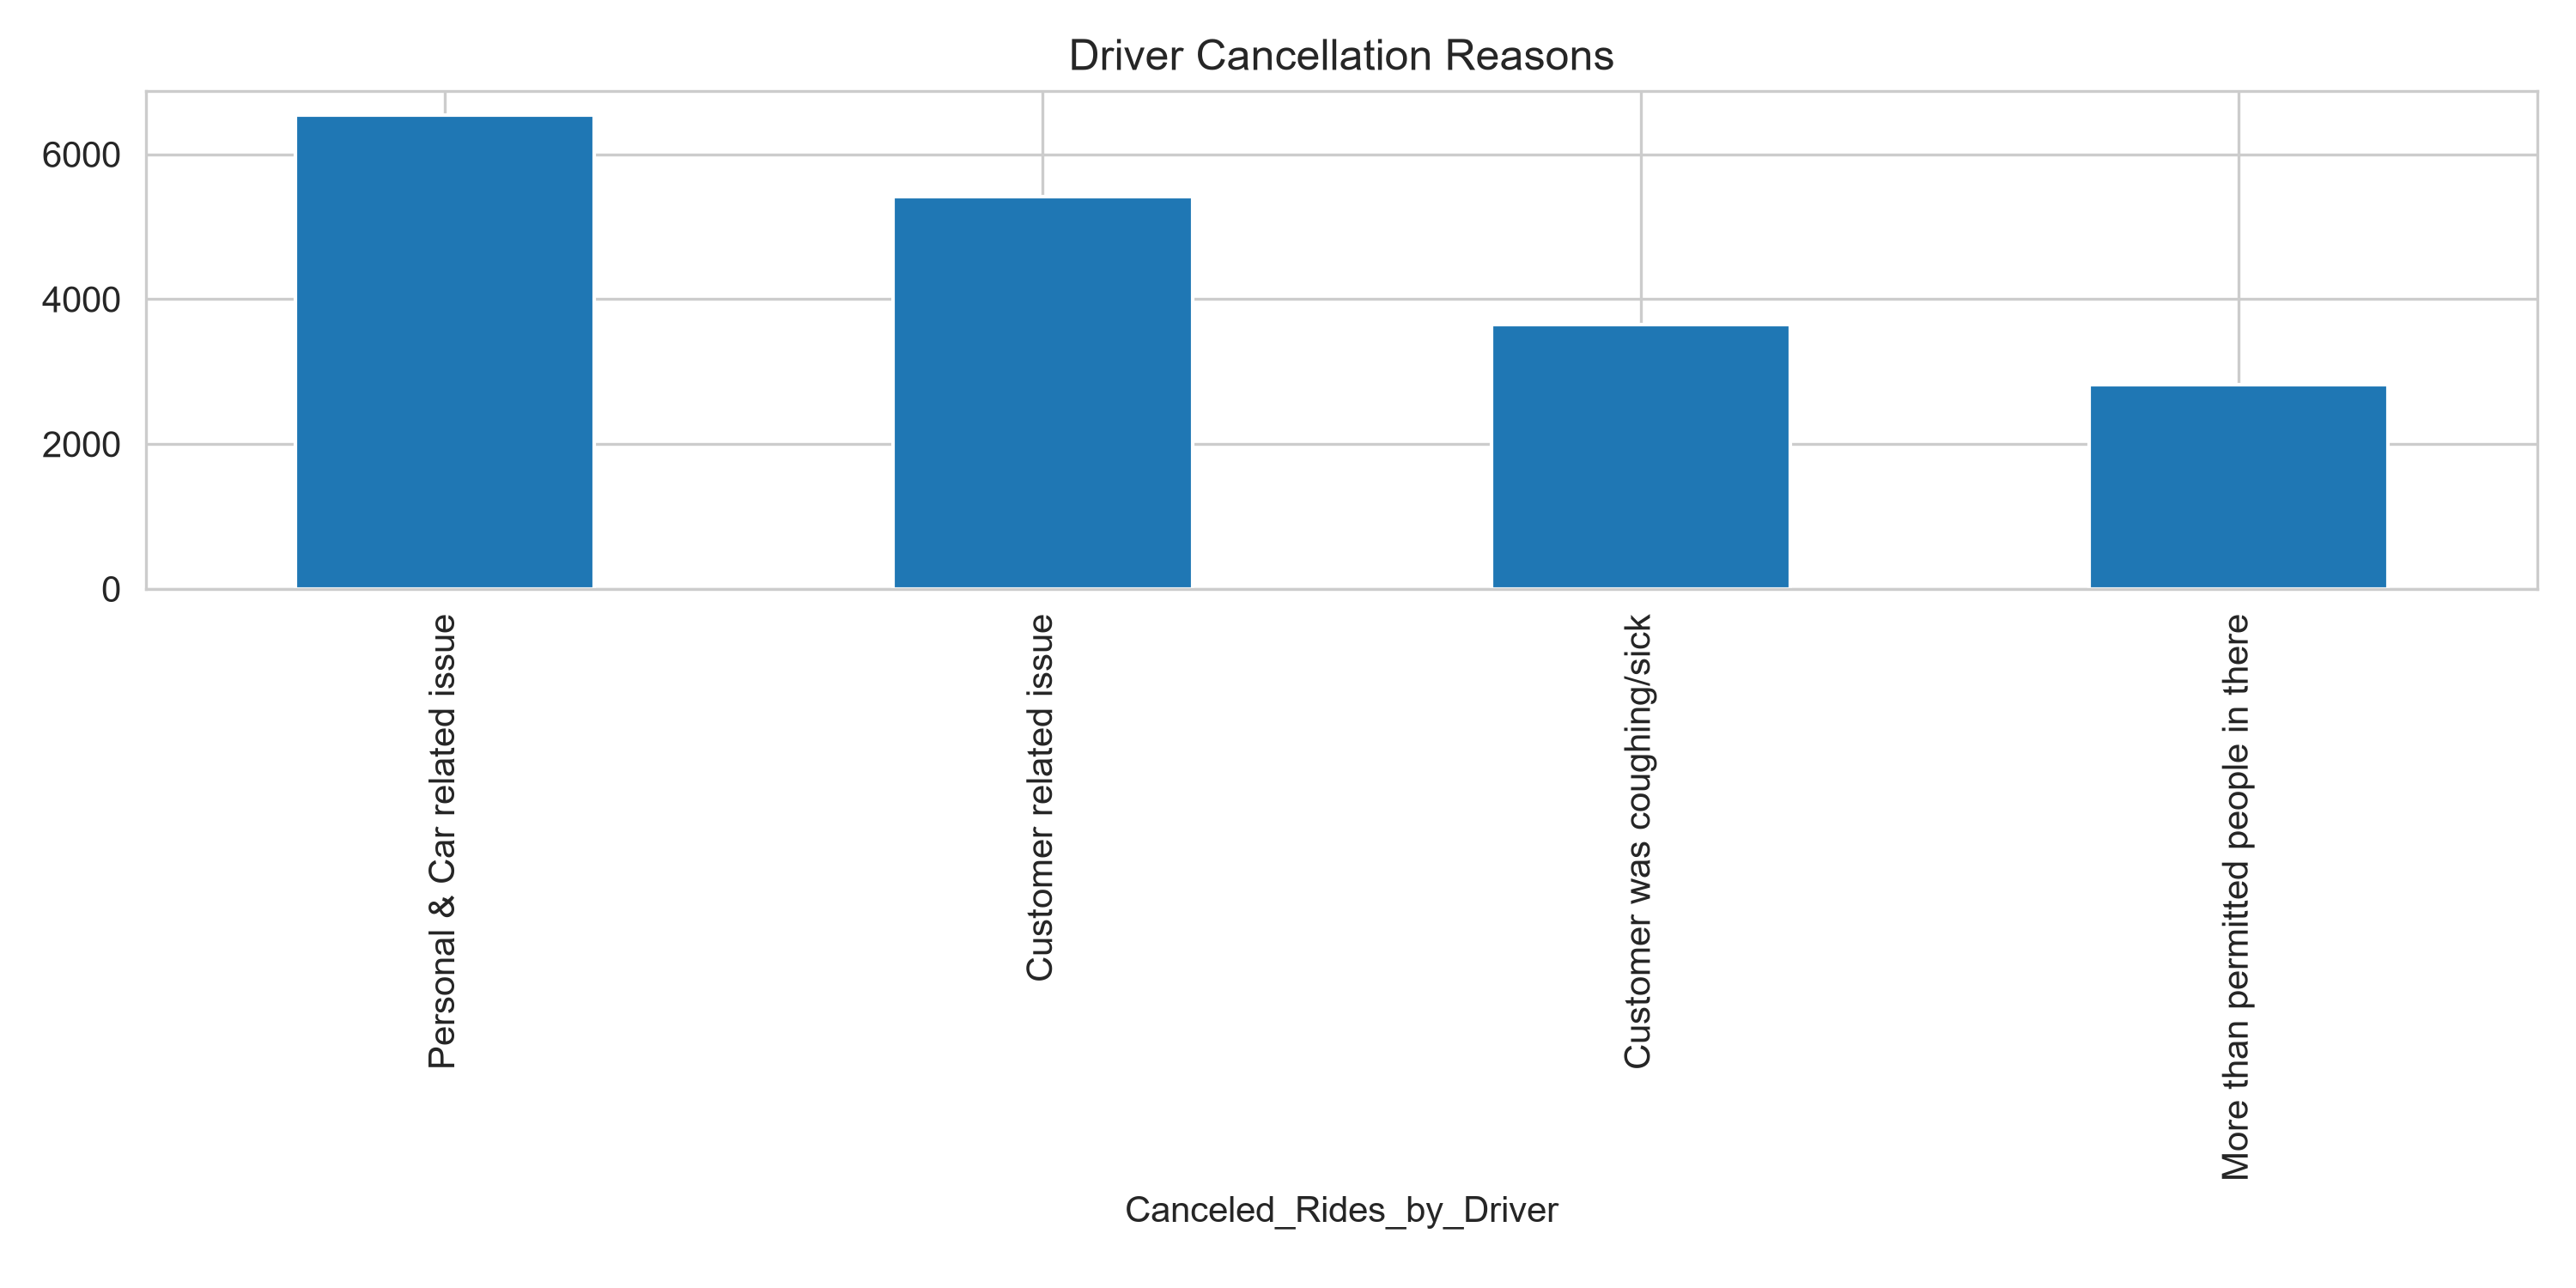 Driver Cancellation Reasons
6000
4000
2000
0
Personal & Car related issue
Customer related issue
Customer was coughing/sick
More than permitted people in there
Canceled_Rides_by_Driver